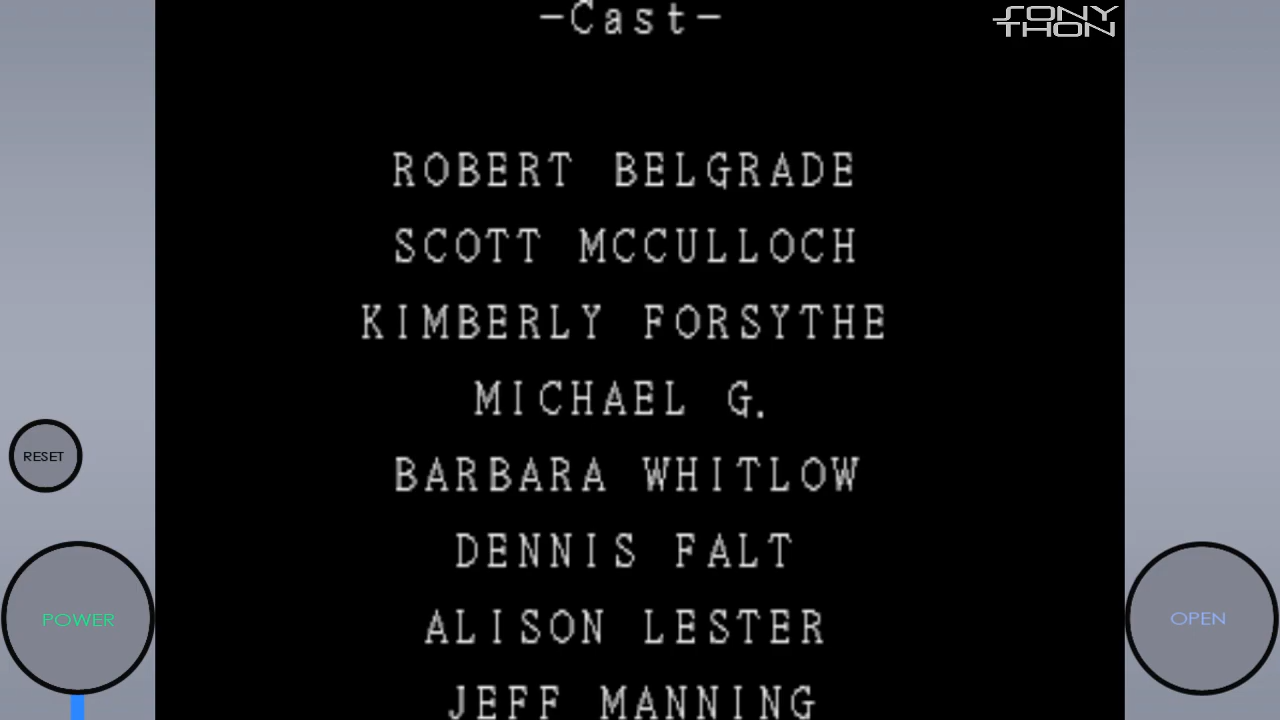 -Cast-
SONY
THON
ROBERT BELGRADE
SCOTT MCCULLOCH
KIMBERLY FORSYTHE
MICHAEL G.
BARBARA WHITLOW
DENNIS FALT
ALISON LESTER
JEFF MANNING
RESET
POWER
OPEN